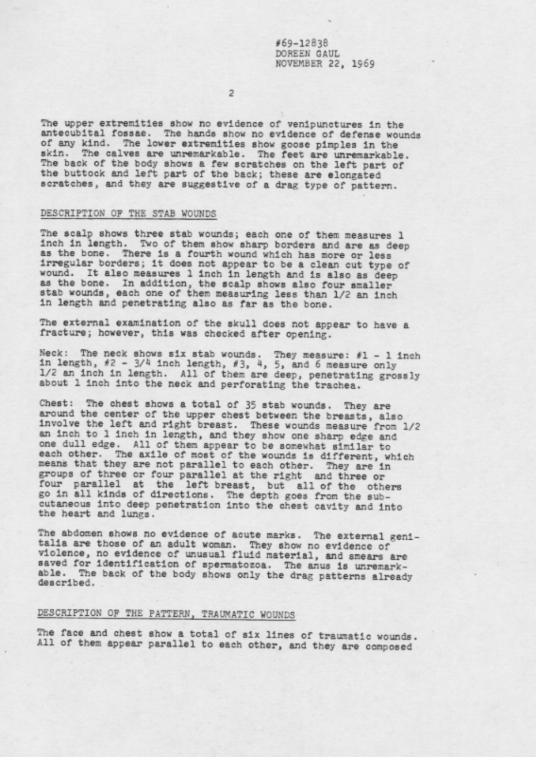 #69-12838
DOREEN GAUL
NOVEMBER 22, 1969
2
The upper extremities show no evidence of venipunctures in the
antecubital fossae. The hands show no evidence of defense wounds
of any kind. The lower extremities show goose pimples in the
skin. The calves are unremarkable. The feet are unremarkable.
The back of the body shows a few scratches on the left part of
the buttock and left part of the back; these are elongated
scratches, and they are suggestive of a drag type of pattern.
DESCRIPTION OF THE STAB WOUNDS
The scalp shows three stab wounds; each one of them measures 1
inch in length. Two of them show sharp borders and are as deep
as the bone. There is a fourth wound which has more or less
irregular borders; it does not appear to be a clean cut type of
wound. It also measures 1 inch in length and is also as deep
as the bone. In addition, the scalp shows also four smaller
stab wounds, each one of them measuring less than 1/2 an inch
in length and penetrating also as far as the bone.
The external examination of the skull does not appear to have a
fracture; however, this was checked after opening.
Neck: The neck shows six stab wounds. They measure: #1 - 1 inch
in length, #2 - 3/4 inch length, #3, 4, 5, and 6 measure only
1/2 an inch in length. All of them are deep, penetrating grossly
about 1 inch into the neck and perforating the trachea.
Chest: The chest shows a total of 35 stab wounds. They are
around the center of the upper chest between the breasts, also
involve the left and right breast. These wounds measure from 1/2
an inch to 1 inch in length, and they show one sharp edge and
one dull edge. All of them appear to be somewhat similar to
each other. The axile of most of the wounds is different, which
means that they are not parallel to each other. They are in
groups of three or four parallel at the right and three or
four parallel at the left breast, but all of the others
go in all kinds of directions. The depth goes from the sub-
cutaneous into deep penetration into the chest cavity and into
the heart and lungs.
The abdomen shows no evidence of acute marks. The external geni-
talia are those of an adult woman. They show no evidence of
violence, no evidence of unusual fluid material, and smears are
saved for identification of spermatozoa. The anus is unremark-
able. The back of the body shows only the drag patterns already
described.
DESCRIPTION OF THE PATTERN, TRAUMATIC WOUNDS
The face and chest show a total of six lines of traumatic wounds.
All of them appear parallel to each other, and they are composed